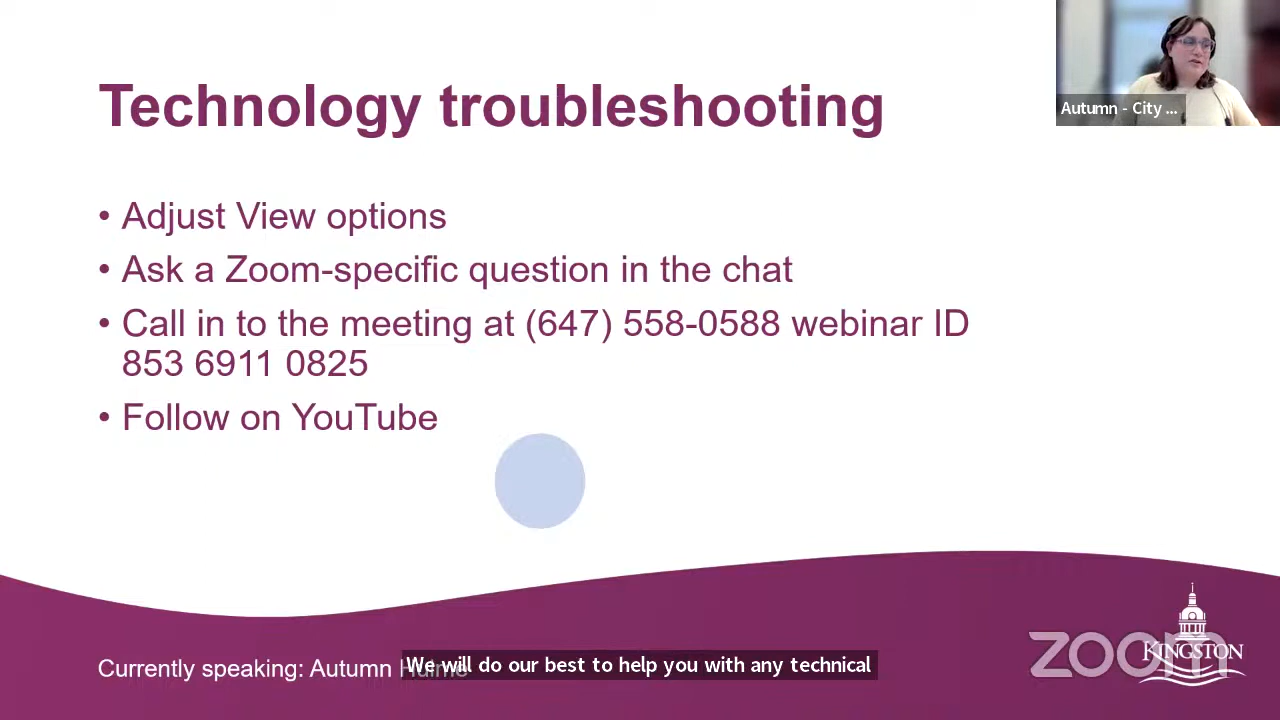 Technology troubleshooting
Autumn - City ...
• Adjust View options
• Ask a Zoom-specific question in the chat
• Call in to the meeting at (647) 558-0588 webinar ID
853 6911 0825
• Follow on YouTube
Currently speaking: Autumn
We will do our best to help you with any technical
zoom
KINGSTON